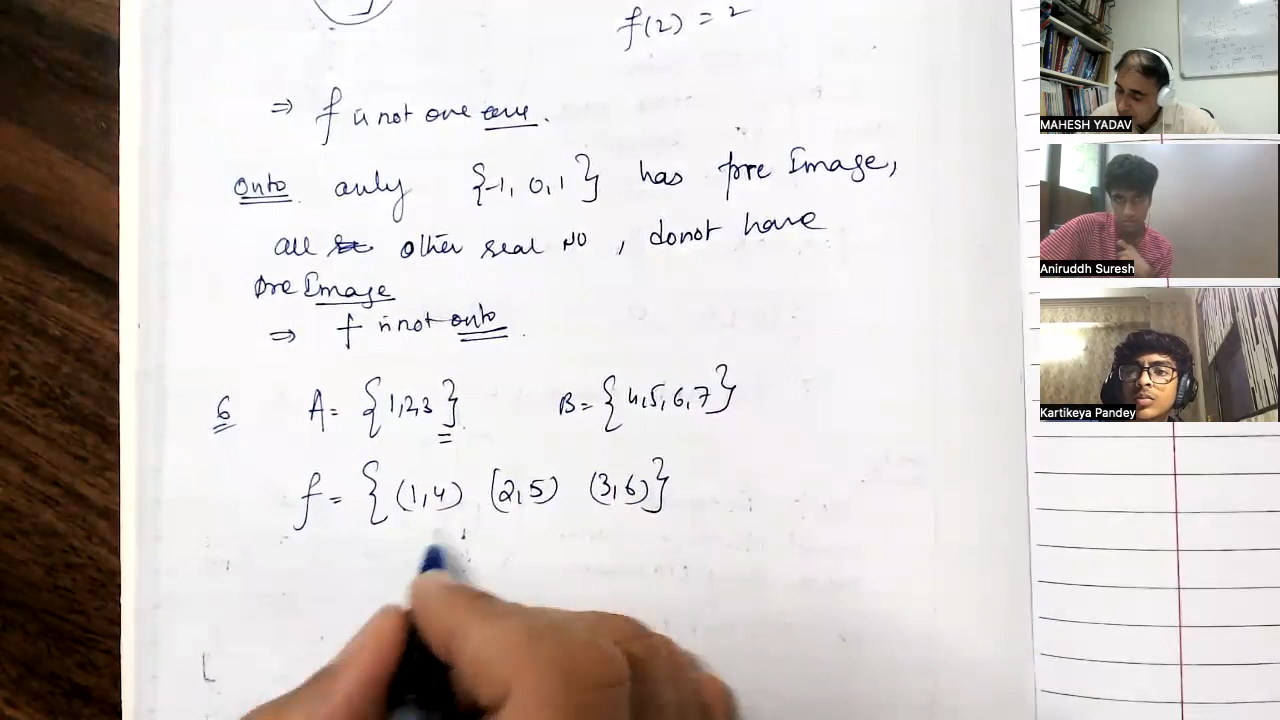 f(2) = 2
⇒ f is not one one.
onto only {-1, 0, 1} has pre Image,
all other real NO, donot have
pre Image
⇒ f is not onto.
6 A = {1,2,3} B = {4,5,6,7}
f = {(1,4) (2,5) (3,6)}
MAHESH YADAV
Aniruddh Suresh
Kartikeya Pandey